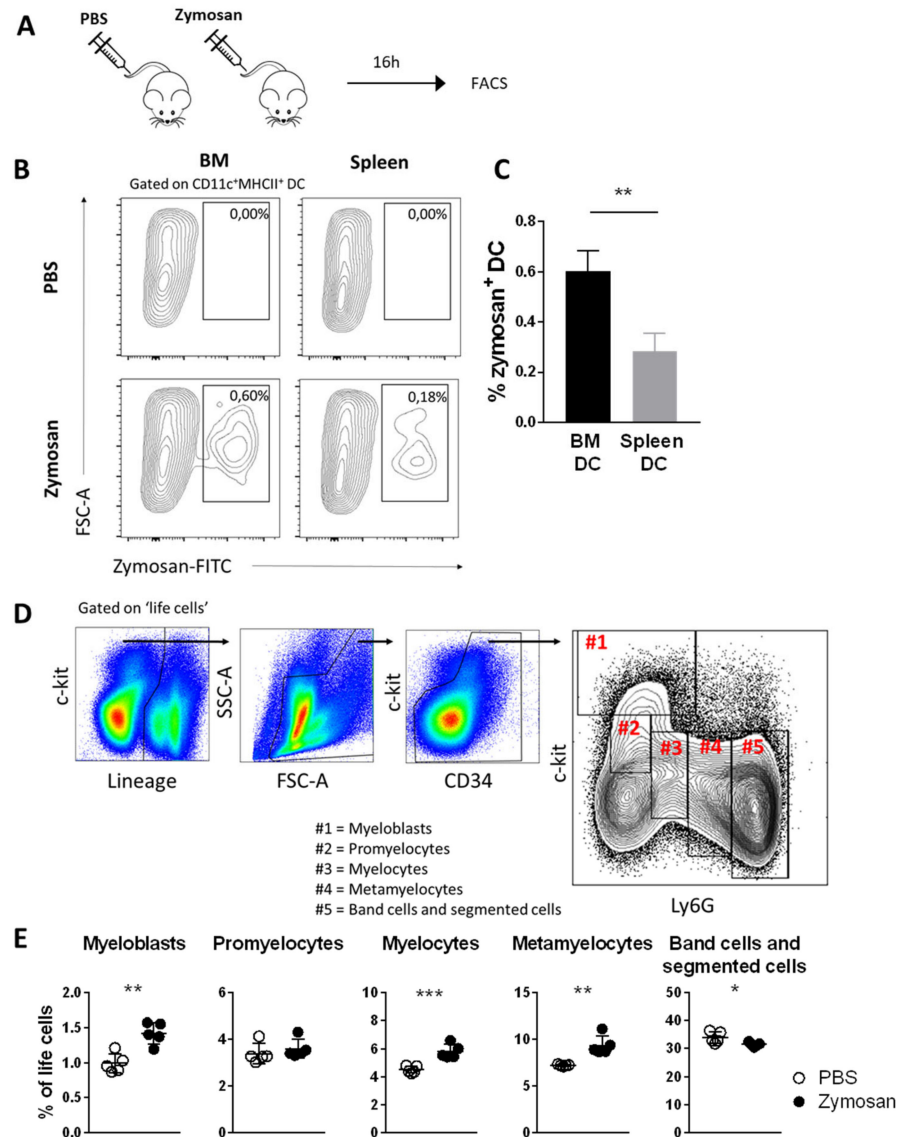 A
PBS
Zymosan
16h
FACS
B
BM
Spleen
Gated on CD11c⁺MHCII⁺ DC
0,00%
0,00%
PBS
0,60%
0,18%
Zymosan
FSC-A
Zymosan-FITC
C
**
0.8
0.6
0.4
0.2
0.0
% zymosan⁺ DC
BM DC
Spleen DC
D
Gated on 'life cells'
c-kit
Lineage
SSC-A
FSC-A
c-kit
CD34
c-kit
#1
#2
#3
#4
#5
Ly6G
#1 = Myeloblasts
#2 = Promyelocytes
#3 = Myelocytes
#4 = Metamyelocytes
#5 = Band cells and segmented cells
E
% of life cells
Myeloblasts
**
2.0
1.5
1.0
0.5
0.0
Promyelocytes
6
4
2
0
Myelocytes
***
10
8
6
4
2
0
Metamyelocytes
**
15
10
5
0
Band cells and
segmented cells
*
50
40
30
20
10
0
PBS
Zymosan